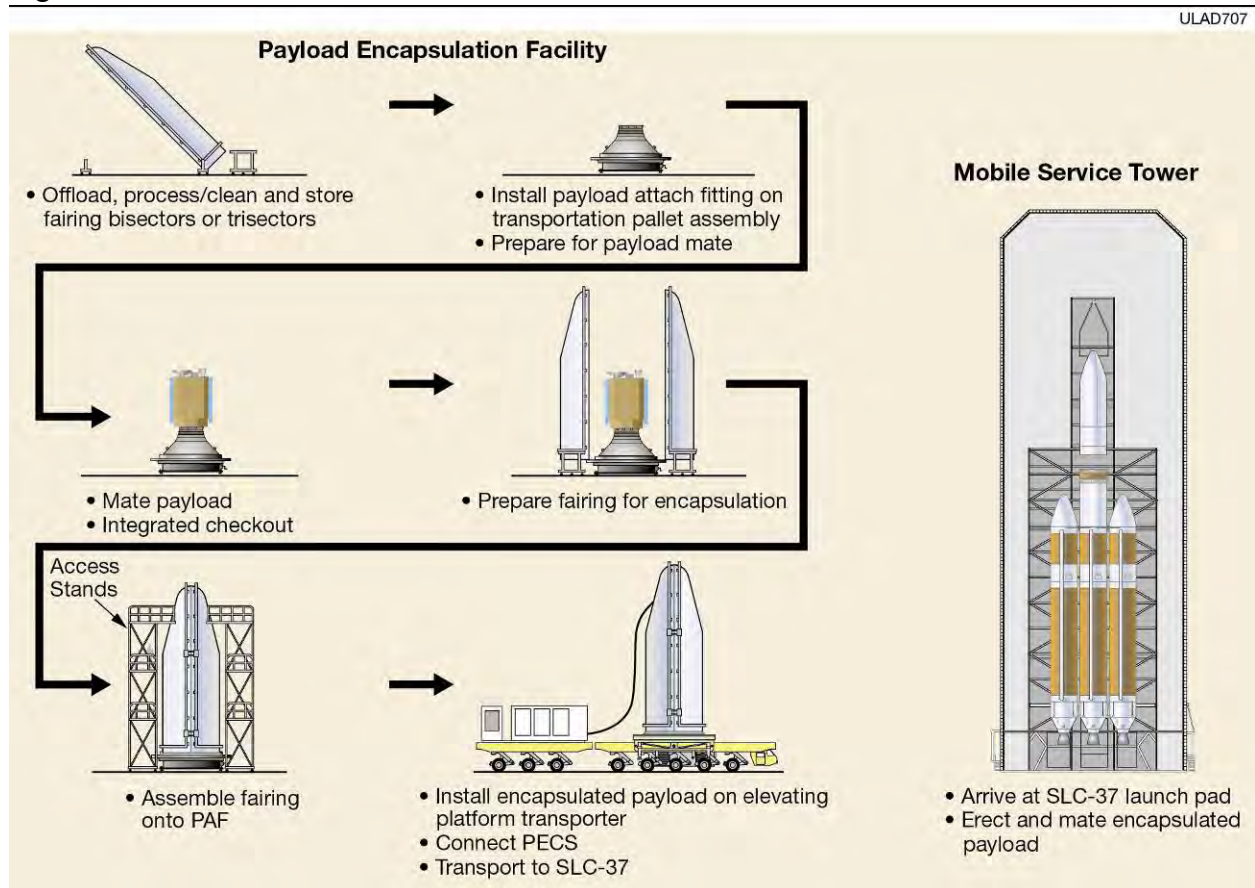 ULAD707
Payload Encapsulation Facility
• Offload, process/clean and store
fairing bisectors or trisectors
• Install payload attach fitting on
transportation pallet assembly
• Prepare for payload mate
Mobile Service Tower
• Mate payload
• Integrated checkout
• Prepare fairing for encapsulation
Access
Stands
• Assemble fairing
onto PAF
• Install encapsulated payload on elevating
platform transporter
• Connect PECS
• Transport to SLC-37
• Arrive at SLC-37 launch pad
• Erect and mate encapsulated
payload